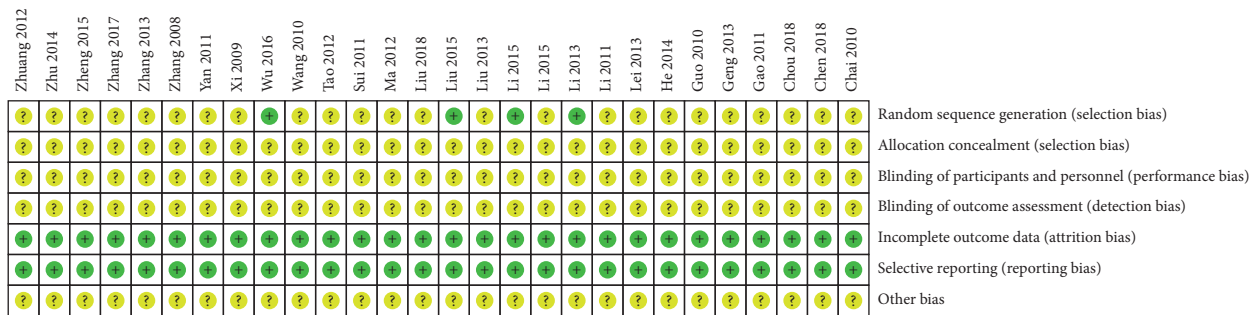 Zhuang 2012
Zhu 2014
Zheng 2015
Zhang 2017
Zhang 2013
Zhang 2008
Yan 2011
Xi 2009
Wu 2016
Wang 2010
Tao 2012
Sui 2011
Ma 2012
Liu 2018
Liu 2015
Liu 2013
Li 2015
Li 2015
Li 2013
Li 2011
Lei 2013
He 2014
Guo 2010
Geng 2013
Gao 2011
Chou 2018
Chen 2018
Chai 2010
? ? ? ? ? ? ? ? + ? ? ? ? ? + ? + ? + ? ? ? ? ? ? ? ? ? Random sequence generation (selection bias)
? ? ? ? ? ? ? ? ? ? ? ? ? ? ? ? ? ? ? ? ? ? ? ? ? ? ? ? Allocation concealment (selection bias)
? ? ? ? ? ? ? ? ? ? ? ? ? ? ? ? ? ? ? ? ? ? ? ? ? ? ? ? Blinding of participants and personnel (performance bias)
? ? ? ? ? ? ? ? ? ? ? ? ? ? ? ? ? ? ? ? ? ? ? ? ? ? ? ? Blinding of outcome assessment (detection bias)
+ + + + + + + + + + + + + + + + + + + + + + + + + + + + Incomplete outcome data (attrition bias)
+ + + + + + + + + + + + + + + + + + + + + + + + + + + + Selective reporting (reporting bias)
? ? ? ? ? ? ? ? ? ? ? ? ? ? ? ? ? ? ? ? ? ? ? ? ? ? ? ? Other bias